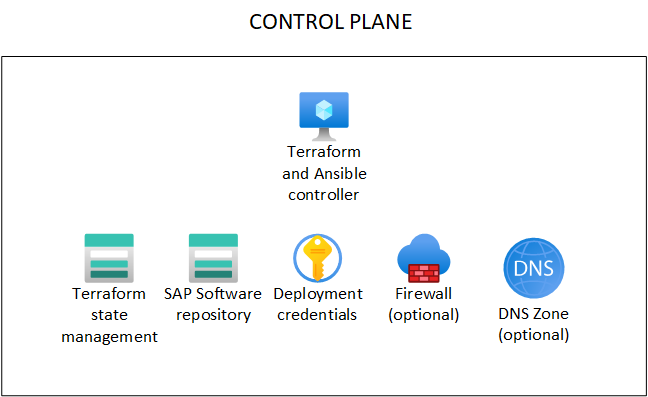 CONTROL PLANE
Terraform
and Ansible
controller
Terraform
state
management
SAP Software
repository
Deployment
credentials
Firewall
(optional)
DNS
DNS Zone
(optional)